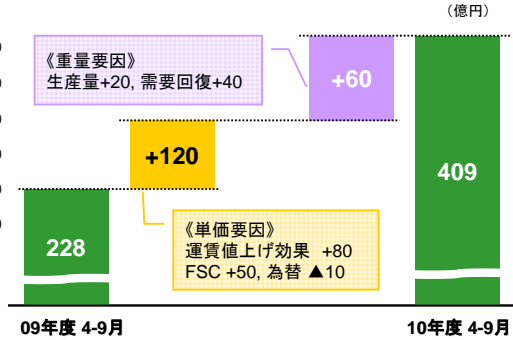 （億円）
《重量要因》
生産量+20, 需要回復+40
+60
+120
409
《単価要因》
運賃値上げ効果 +80
FSC +50, 為替 ▲10
228
09年度 4-9月
10年度 4-9月